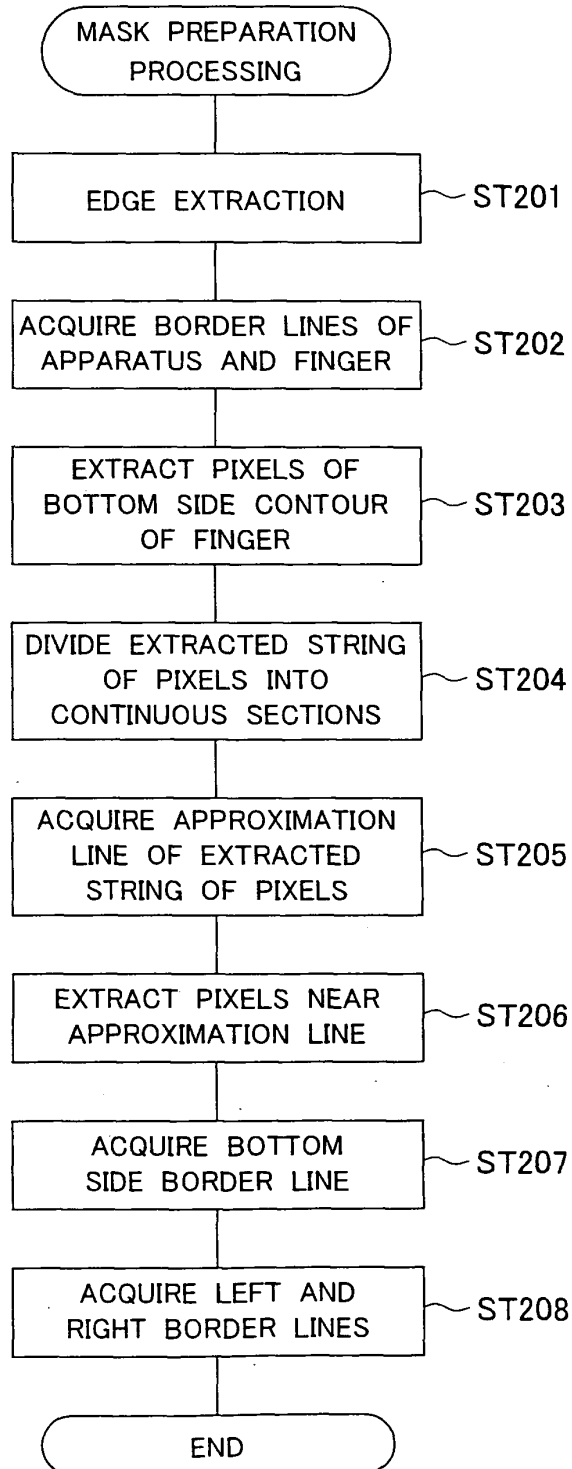 MASK PREPARATION
PROCESSING
EDGE EXTRACTION
ST201
ACQUIRE BORDER LINES OF
APPARATUS AND FINGER
ST202
EXTRACT PIXELS OF
BOTTOM SIDE CONTOUR
OF FINGER
ST203
DIVIDE EXTRACTED STRING
OF PIXELS INTO
CONTINUOUS SECTIONS
ST204
ACQUIRE APPROXIMATION
LINE OF EXTRACTED
STRING OF PIXELS
ST205
EXTRACT PIXELS NEAR
APPROXIMATION LINE
ST206
ACQUIRE BOTTOM
SIDE BORDER LINE
ST207
ACQUIRE LEFT AND
RIGHT BORDER LINES
ST208
END